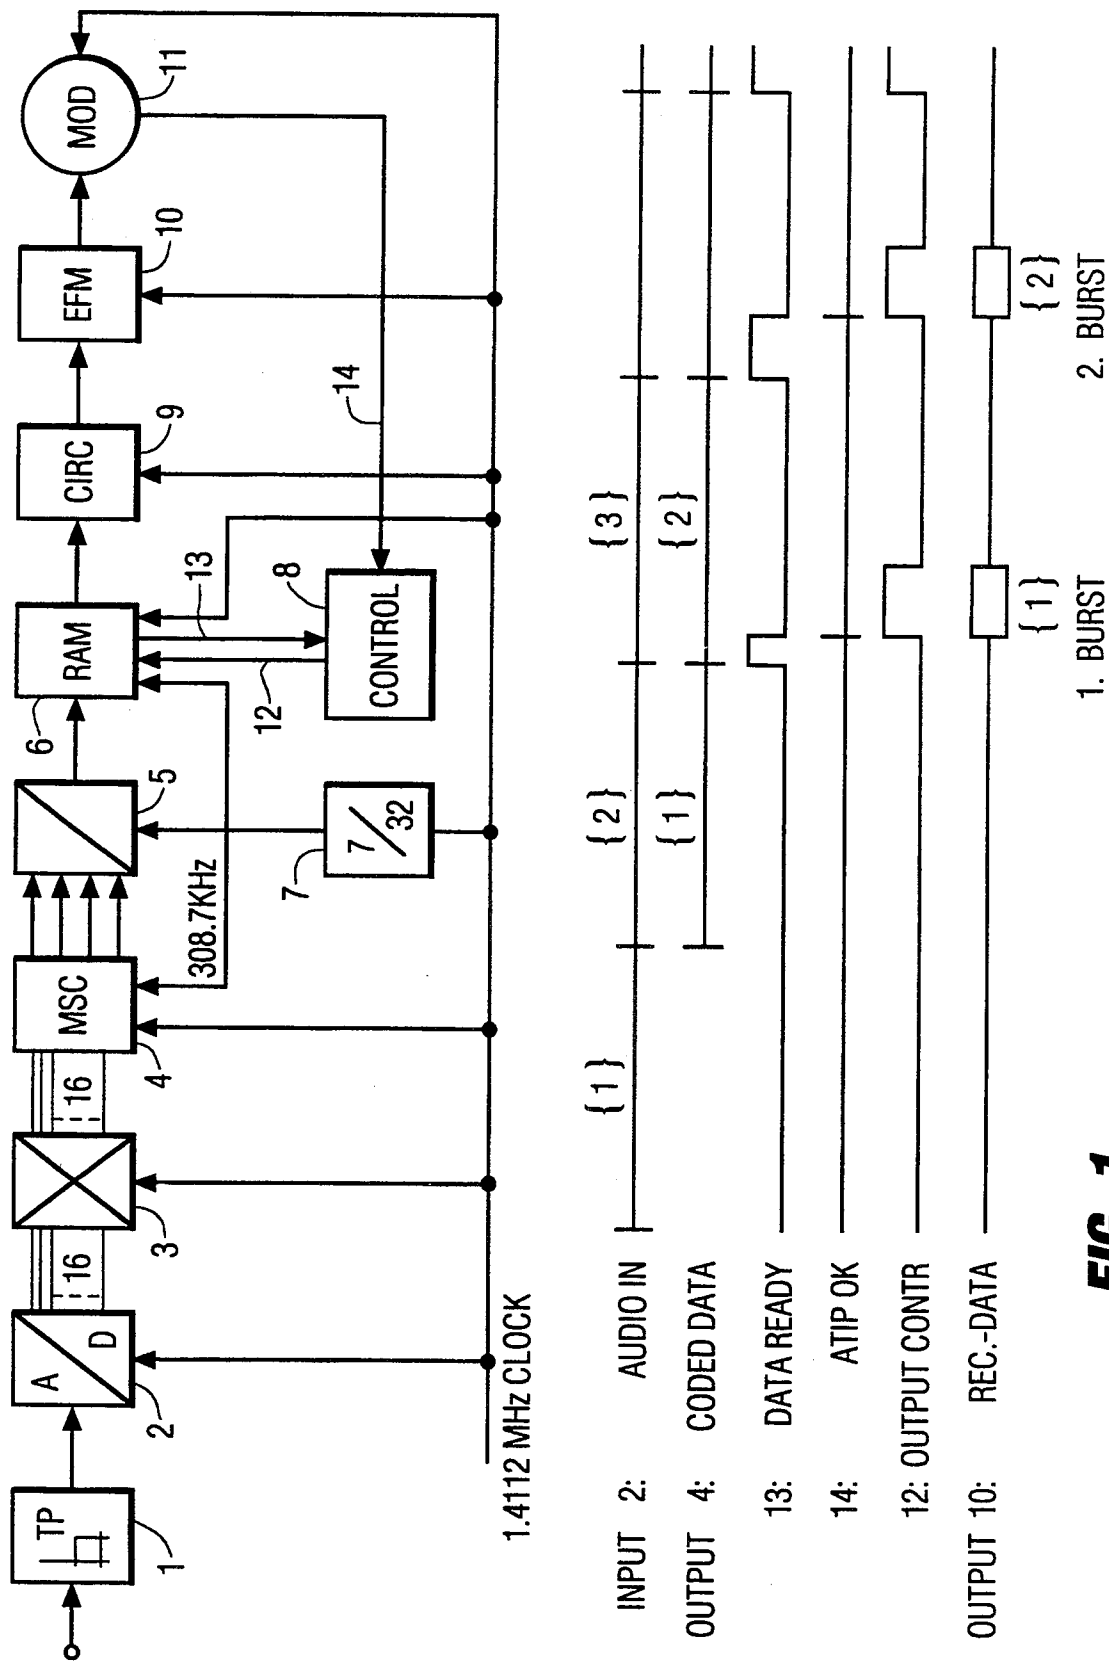 TP
1
A
D
2
16
3
16
MSC
4
5
RAM
6
CIRC
9
EFM
10
MOD
11
308.7KHz
7/32
7
12
13
CONTROL
8
14
1.4112 MHz CLOCK
INPUT 2: AUDIO IN {1} {2} {3}
OUTPUT 4: CODED DATA {1} {2}
13: DATA READY
14: ATIP OK
12: OUTPUT CONTR
OUTPUT 10: REC.-DATA
{1} {2}
1. BURST 2. BURST
FIG. 1